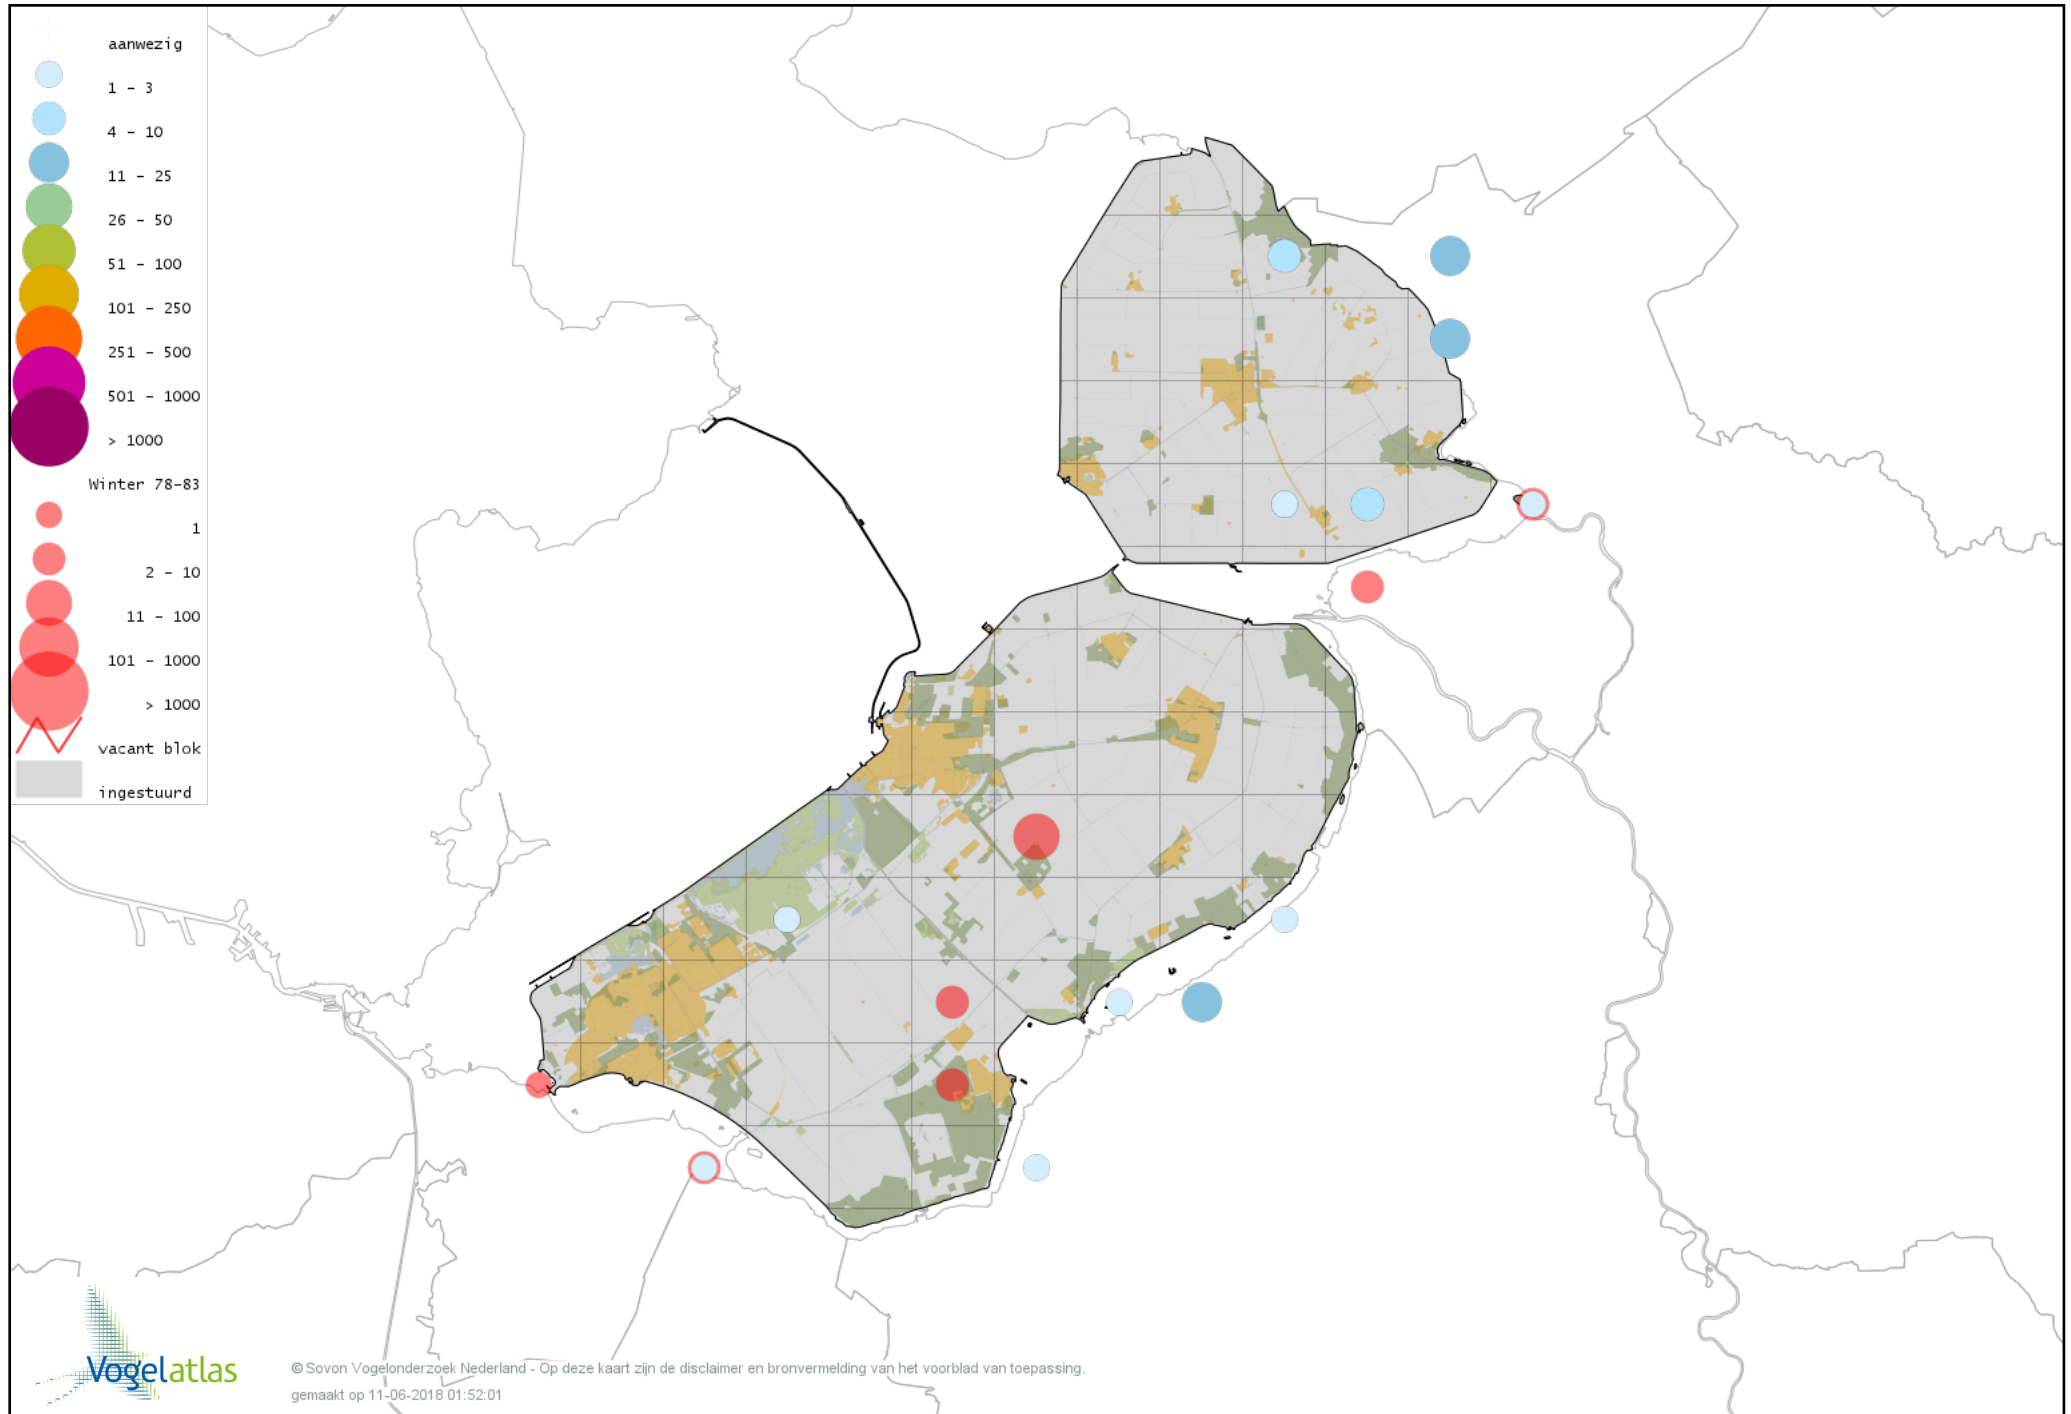 aanwezig
1 - 3
4 - 10
11 - 25
26 - 50
51 - 100
101 - 250
251 - 500
501 - 1000
> 1000
Winter 78-83
1
2 - 10
11 - 100
101 - 1000
> 1000
vacant blok
ingestuurd
Vogelatlas
© Sovon Vogelonderzoek Nederland - Op deze kaart zijn de disclaimer en bronvermelding van het voorblad van toepassing.
gemaakt op 11-06-2018 01:52:01